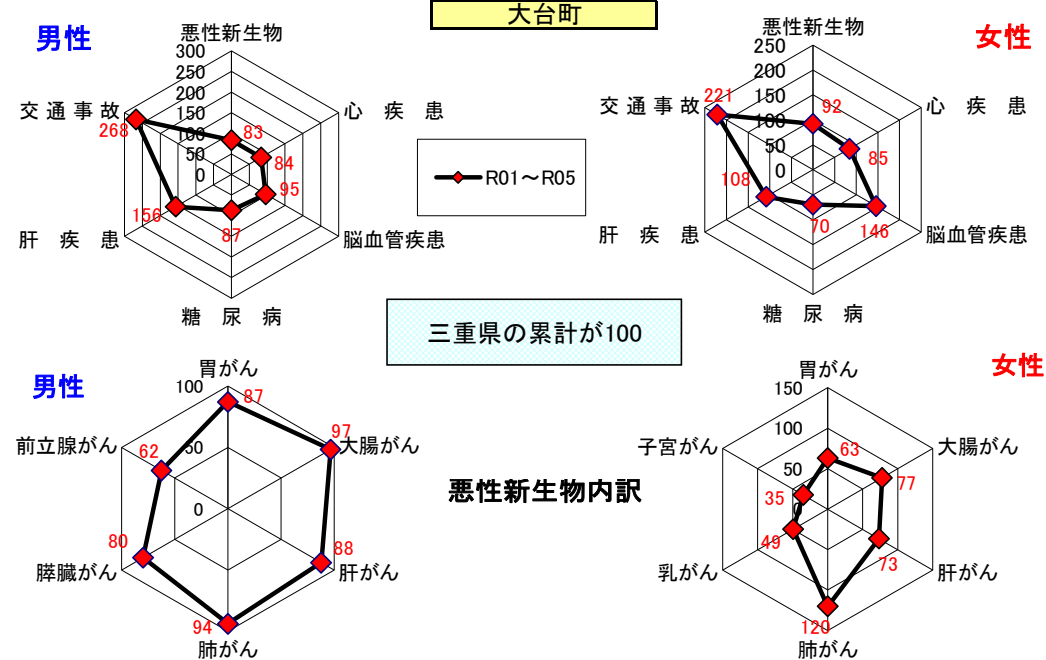 大台町
男性
悪性新生物
心疾患
脳血管疾患
糖尿病
肝疾患
交通事故
300
250
200
150
100
50
0
83
84
95
87
156
268
R01～R05
女性
悪性新生物
心疾患
脳血管疾患
糖尿病
肝疾患
交通事故
250
200
150
100
50
0
92
85
146
70
108
221
三重県の累計が100
男性
胃がん
大腸がん
肝がん
肺がん
膵臓がん
前立腺がん
100
50
0
87
97
88
94
80
62
悪性新生物内訳
女性
胃がん
大腸がん
肝がん
肺がん
乳がん
子宮がん
150
100
50
0
63
77
73
120
49
35